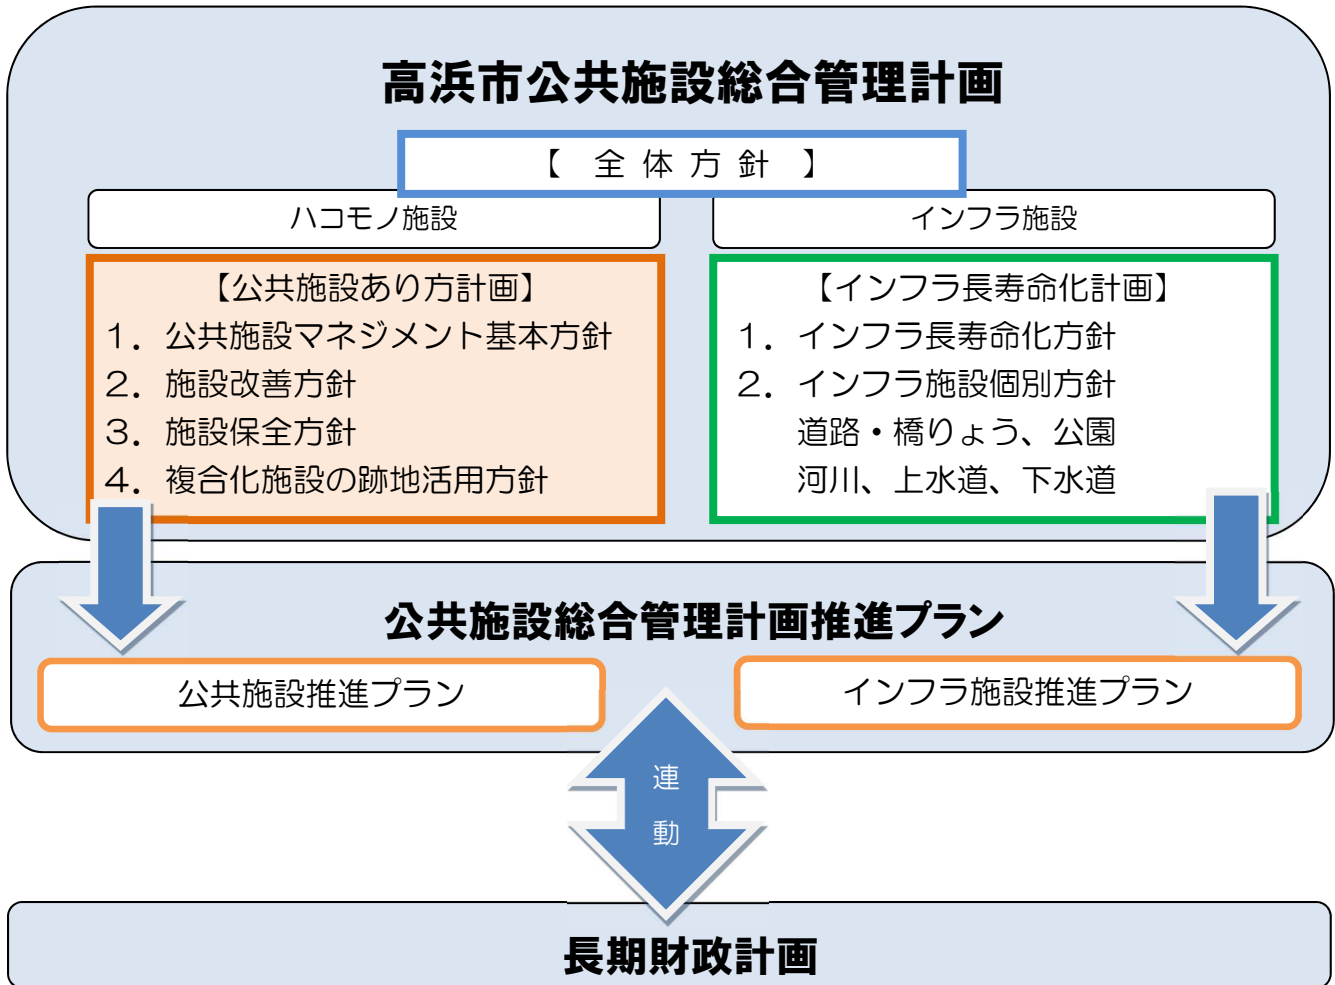 高浜市公共施設総合管理計画
【 全体方針 】
ハコモノ施設
インフラ施設
【公共施設あり方計画】
1．公共施設マネジメント基本方針
2．施設改善方針
3．施設保全方針
4．複合化施設の跡地活用方針
【インフラ長寿命化計画】
1．インフラ長寿命化方針
2．インフラ施設個別方針
道路・橋りょう、公園
河川、上水道、下水道
公共施設総合管理計画推進プラン
公共施設推進プラン
インフラ施設推進プラン
連
動
長期財政計画